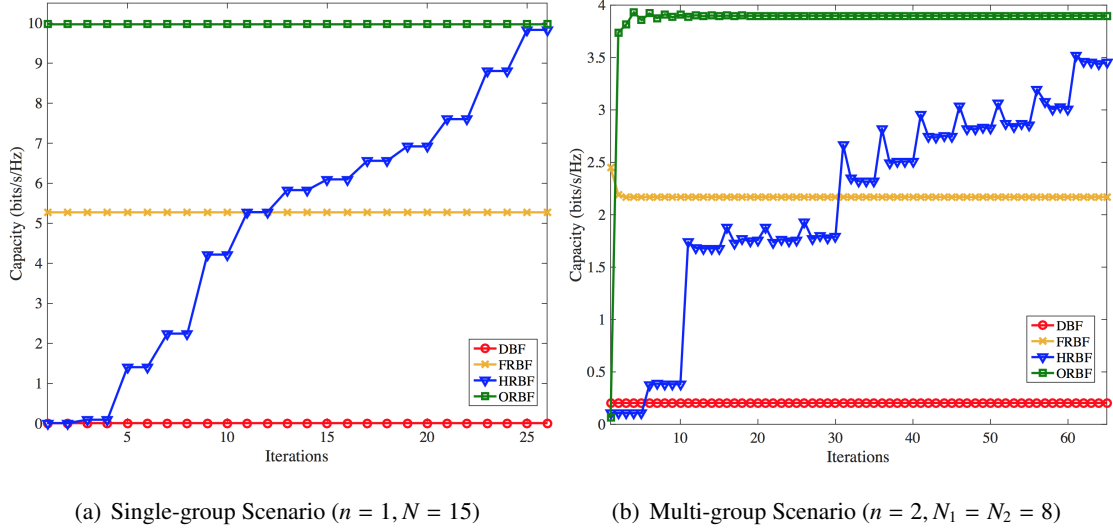 10
9
8
7
6
5
4
3
2
1
0
Capacity (bits/s/Hz)
5
10
15
20
25
Iterations
DBF
FRBF
HRBF
ORBF
(a) Single-group Scenario (n = 1, N = 15)
4
3.5
3
2.5
2
1.5
1
0.5
0
Capacity (bits/s/Hz)
10
20
30
40
50
60
Iterations
DBF
FRBF
HRBF
ORBF
(b) Multi-group Scenario (n = 2, N₁ = N₂ = 8)